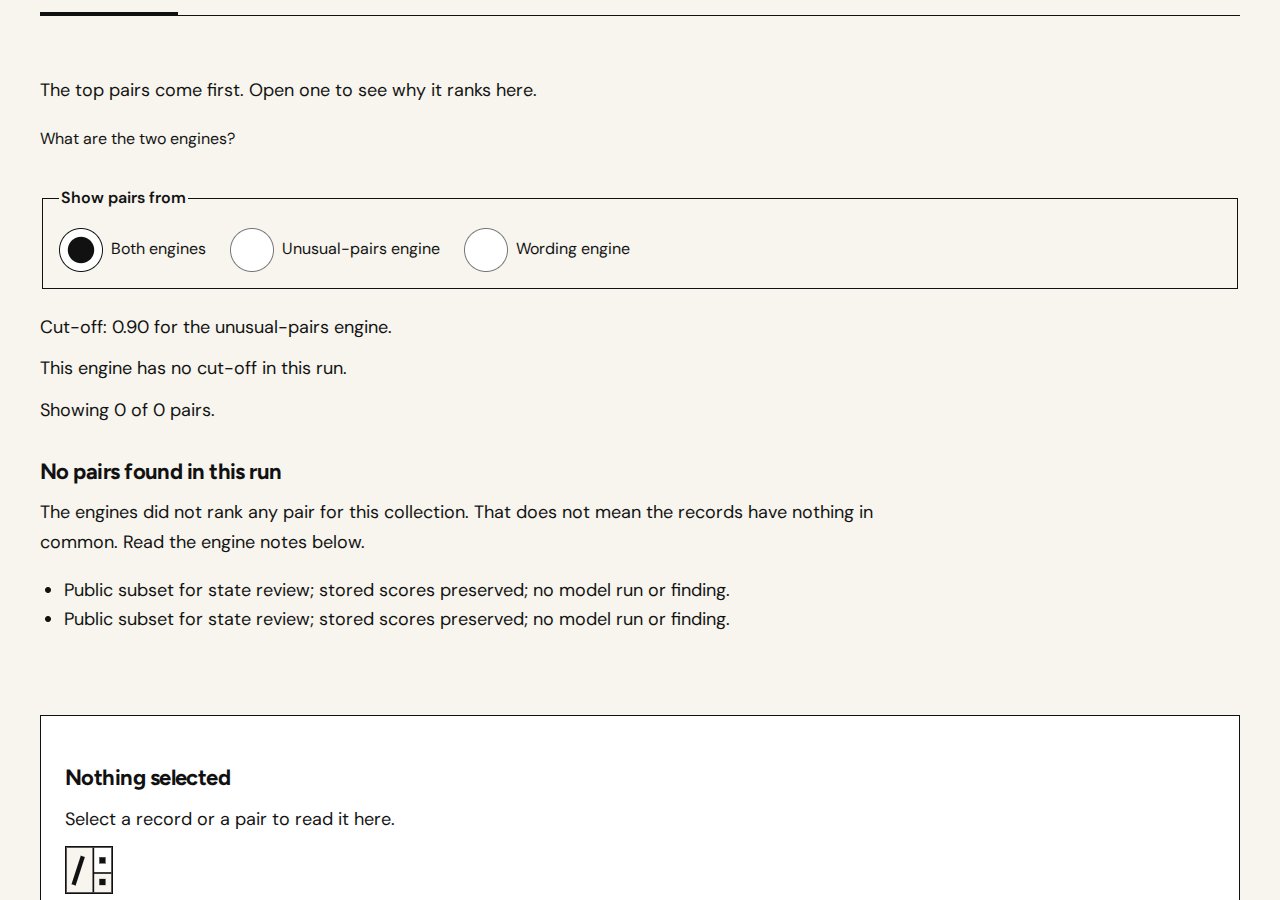 The top pairs come first. Open one to see why it ranks here.
What are the two engines?
Show pairs from
Both engines
Unusual-pairs engine
Wording engine
Cut-off: 0.90 for the unusual-pairs engine.
This engine has no cut-off in this run.
Showing 0 of 0 pairs.
No pairs found in this run
The engines did not rank any pair for this collection. That does not mean the records have nothing in
common. Read the engine notes below.
• Public subset for state review; stored scores preserved; no model run or finding.
• Public subset for state review; stored scores preserved; no model run or finding.
Nothing selected
Select a record or a pair to read it here.